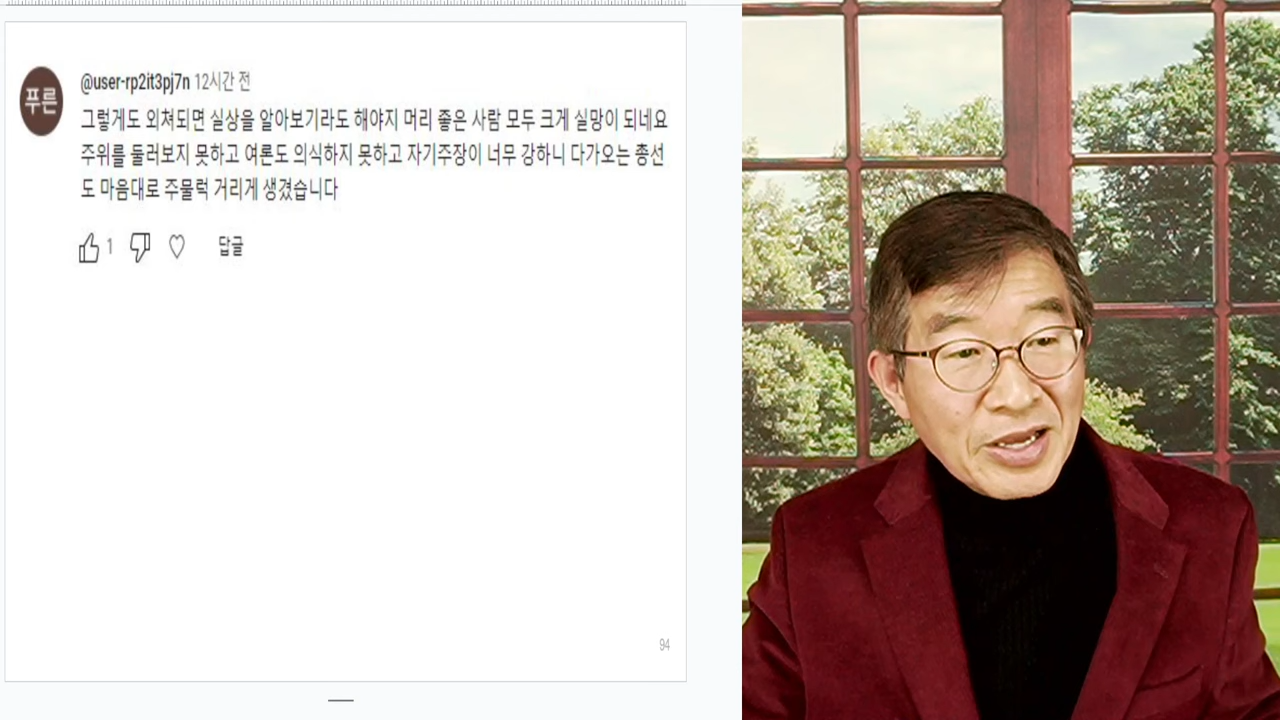 푸른
@user-rp2it3pj7n 12시간 전
그렇게도 외쳐되면 실상을 알아보기라도 해야지 머리 좋은 사람 모두 크게 실망이 되네요
주위를 둘러보지 못하고 여론도 의식하지 못하고 자기주장이 너무 강하니 다가오는 총선
도 마음대로 주물럭 거리게 생겼습니다
1 답글
94